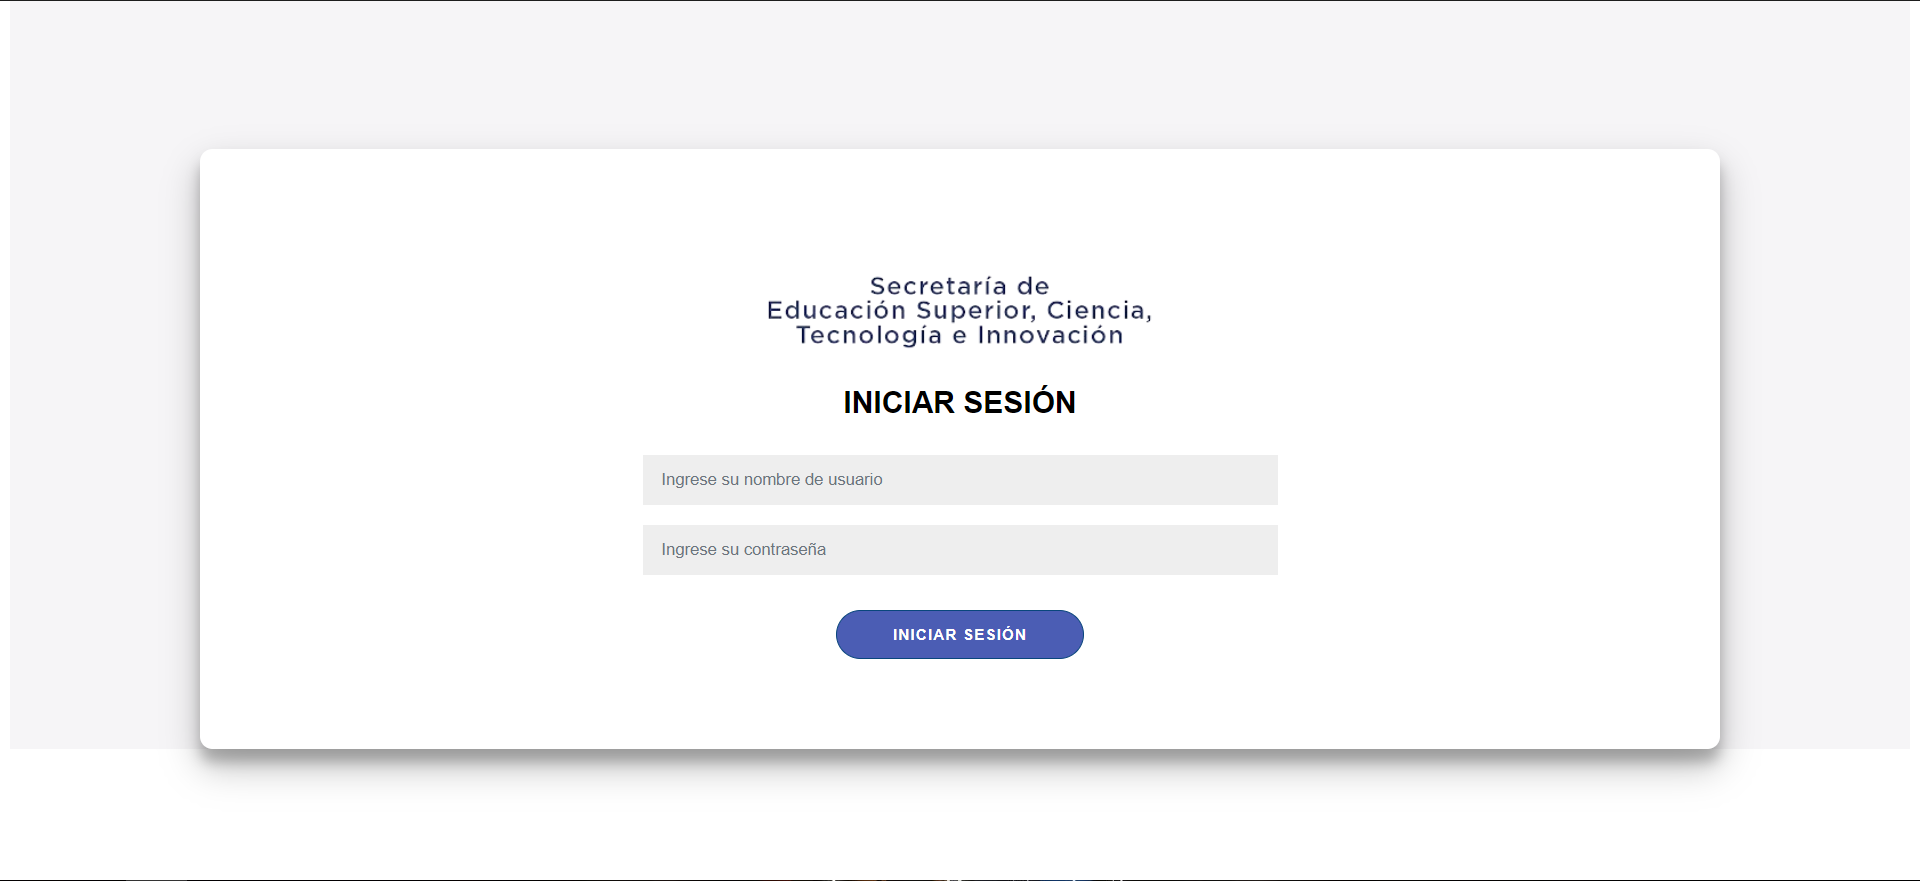 Secretaría de
Educación Superior, Ciencia,
Tecnología e Innovación
INICIAR SESIÓN
Ingrese su nombre de usuario
Ingrese su contraseña
INICIAR SESIÓN